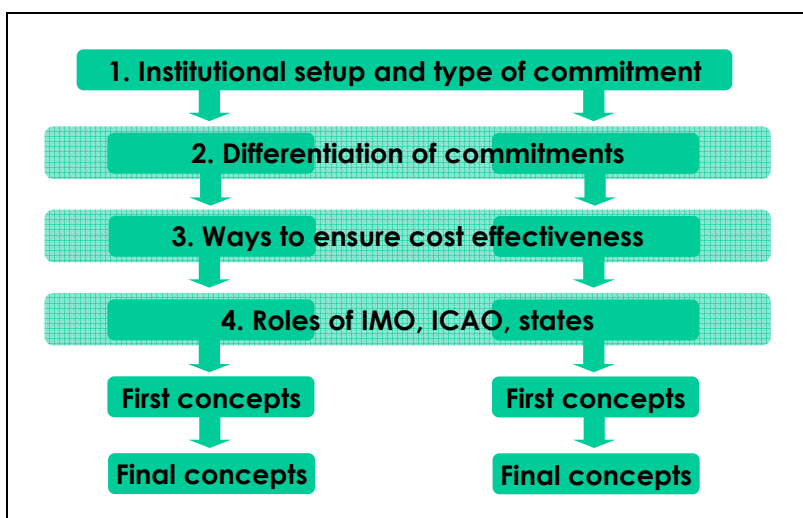 1. Institutional setup and type of commitment
2. Differentiation of commitments
3. Ways to ensure cost effectiveness
4. Roles of IMO, ICAO, states
First concepts
First concepts
Final concepts
Final concepts